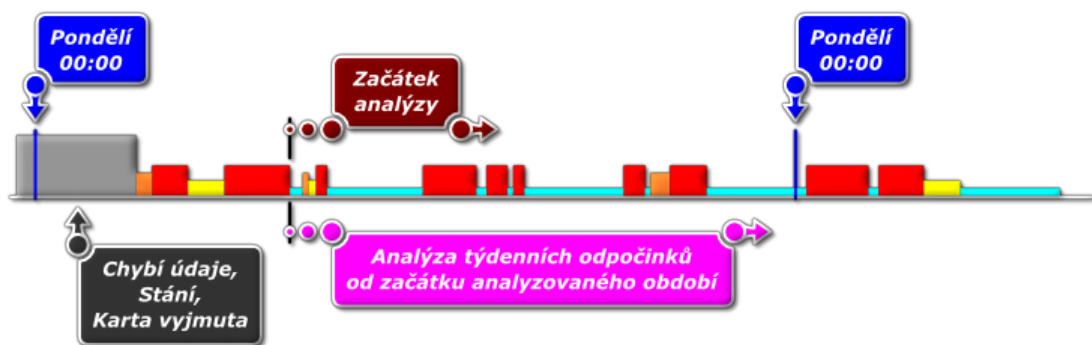 Pondělí
00:00
Pondělí
00:00
Začátek
analýzy
Analýza týdenních odpočinků
od začátku analyzovaného období
Chybí údaje,
Stání,
Karta vyjmuta